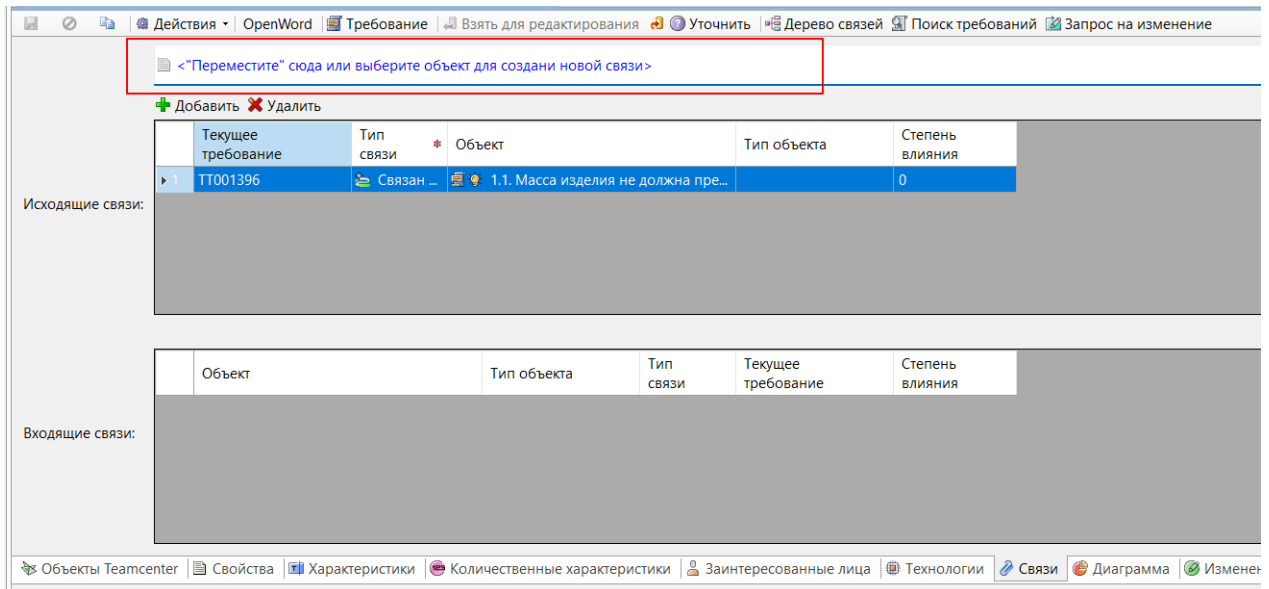 Действия OpenWord Требование Взять для редактирования Уточнить Дерево связей Поиск требований Запрос на изменение
<"Переместите" сюда или выберите объект для создани новой связи>
Добавить Удалить
Текущее требование Тип связи * Объект Тип объекта Степень влияния
1 TT001396 Связан ... 1.1. Масса изделия не должна пре... 0
Исходящие связи:
Объект Тип объекта Тип связи Текущее требование Степень влияния
Входящие связи:
Объекты Teamcenter Свойства Характеристики Количественные характеристики Заинтересованные лица Технологии Связи Диаграмма Изменен